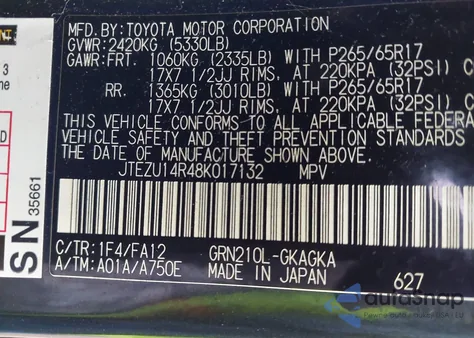 MFD.BY:TOYOTA MOTOR CORPORATION
GVWR:2420KG (5330LB)
GAWR:FRT. 1060KG (2335LB) WITH P265/65R17
17X7 1/2JJ RIMS. AT 220KPA (32PSI) C
RR. 1365KG (3010LB) WITH P265/65R17
17X7 1/2JJ RIMS. AT 220KPA (32PSI) C
THIS VEHICLE CONFORMS TO ALL APPLICABLE FEDERA
VEHICLE SAFETY AND THEFT PREVENTION STANDARDS
THE DATE OF MANUFACTURE SHOWN ABOVE.
JTEZU14R48K017132 MPV
C/TR:1F4/FA12 GRN210L-GKAGKA
A/TM:A01A/A750E MADE IN JAPAN 627
SN 35661
3
ne
D
autoshop